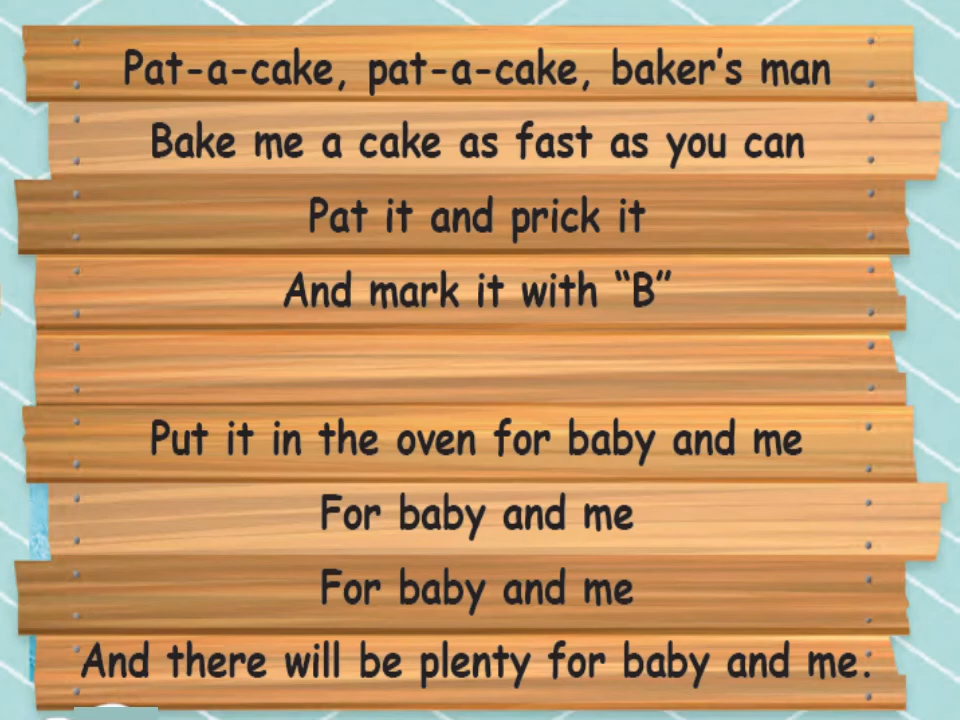 Pat-a-cake, pat-a-cake, baker's man
Bake me a cake as fast as you can
Pat it and prick it
And mark it with “B”
Put it in the oven for baby and me
For baby and me
For baby and me
And there will be plenty for baby and me.